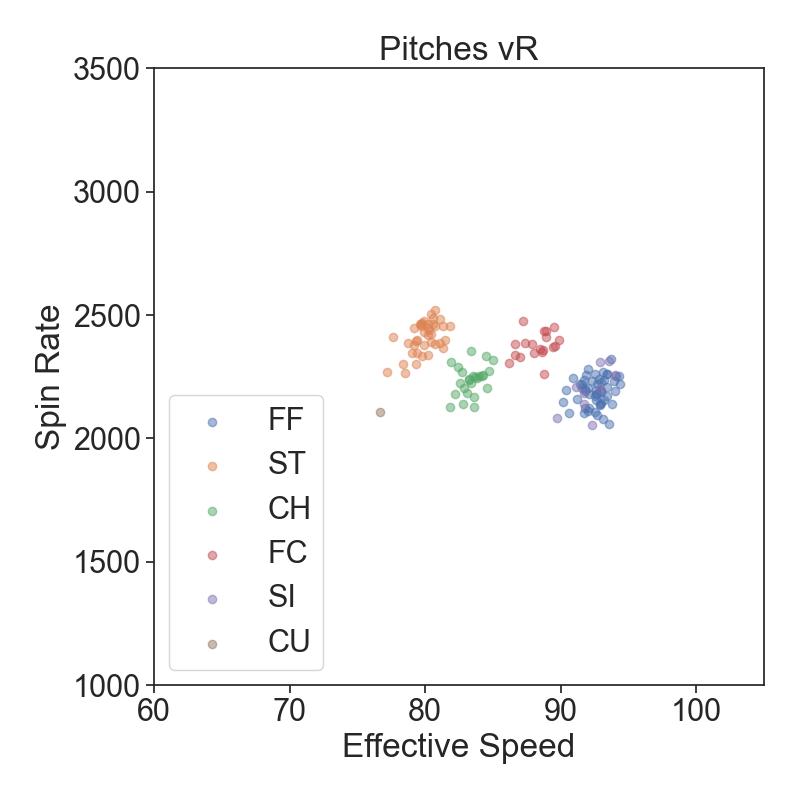 Pitches vR
3500
3000
2500
2000
1500
1000
Spin Rate
FF
ST
CH
FC
SI
CU
60 70 80 90 100
Effective Speed